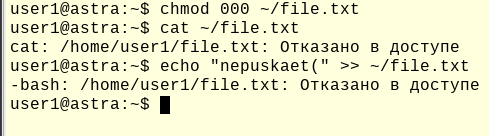 user1@astra:~$ chmod 000 ~/file.txt
user1@astra:~$ cat ~/file.txt
cat: /home/user1/file.txt: Отказано в доступе
user1@astra:~$ echo "nepuskaet(" >> ~/file.txt
-bash: /home/user1/file.txt: Отказано в доступе
user1@astra:~$